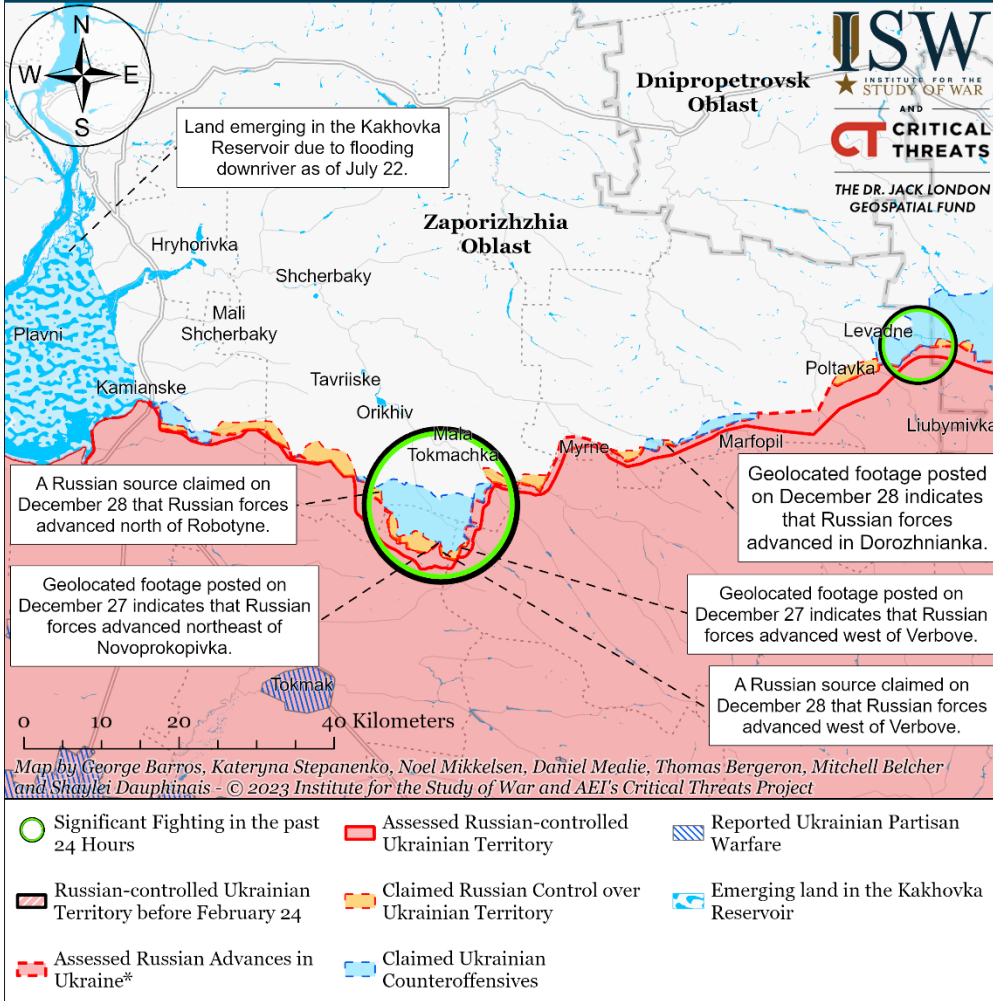 N
W
E
S
ISW
INSTITUTE FOR THE
STUDY OF WAR
AND
CT CRITICAL
THREATS
THE DR. JACK LONDON
GEOSPATIAL FUND
Dnipropetrovsk
Oblast
Land emerging in the Kakhovka
Reservoir due to flooding
downriver as of July 22.
Zaporizhzhia
Oblast
Hryhorivka
Shcherbaky
Mali
Shcherbaky
Plavni
Levadne
Poltavka
Kamianske
Tavriiske
Orikhiv
Mala
Tokmachka
Myrne
Marfopil
Liubymivka
A Russian source claimed on
December 28 that Russian forces
advanced north of Robotyne.
Geolocated footage posted
on December 28 indicates
that Russian forces
advanced in Dorozhnianka.
Geolocated footage posted on
December 27 indicates that Russian
forces advanced northeast of
Novoprokopivka.
Geolocated footage posted on
December 27 indicates that Russian
forces advanced west of Verbove.
A Russian source claimed on
December 28 that Russian forces
advanced west of Verbove.
Tokmak
0 10 20 40 Kilometers
Map by George Barros, Kateryna Stepanenko, Noel Mikkelsen, Daniel Mealie, Thomas Bergeron, Mitchell Belcher
and Shaylei Dauphinais - © 2023 Institute for the Study of War and AEI's Critical Threats Project
Significant Fighting in the past
24 Hours
Russian-controlled Ukrainian
Territory before February 24
Assessed Russian Advances in
Ukraine*
Assessed Russian-controlled
Ukrainian Territory
Claimed Russian Control over
Ukrainian Territory
Claimed Ukrainian
Counteroffensives
Reported Ukrainian Partisan
Warfare
Emerging land in the Kakhovka
Reservoir